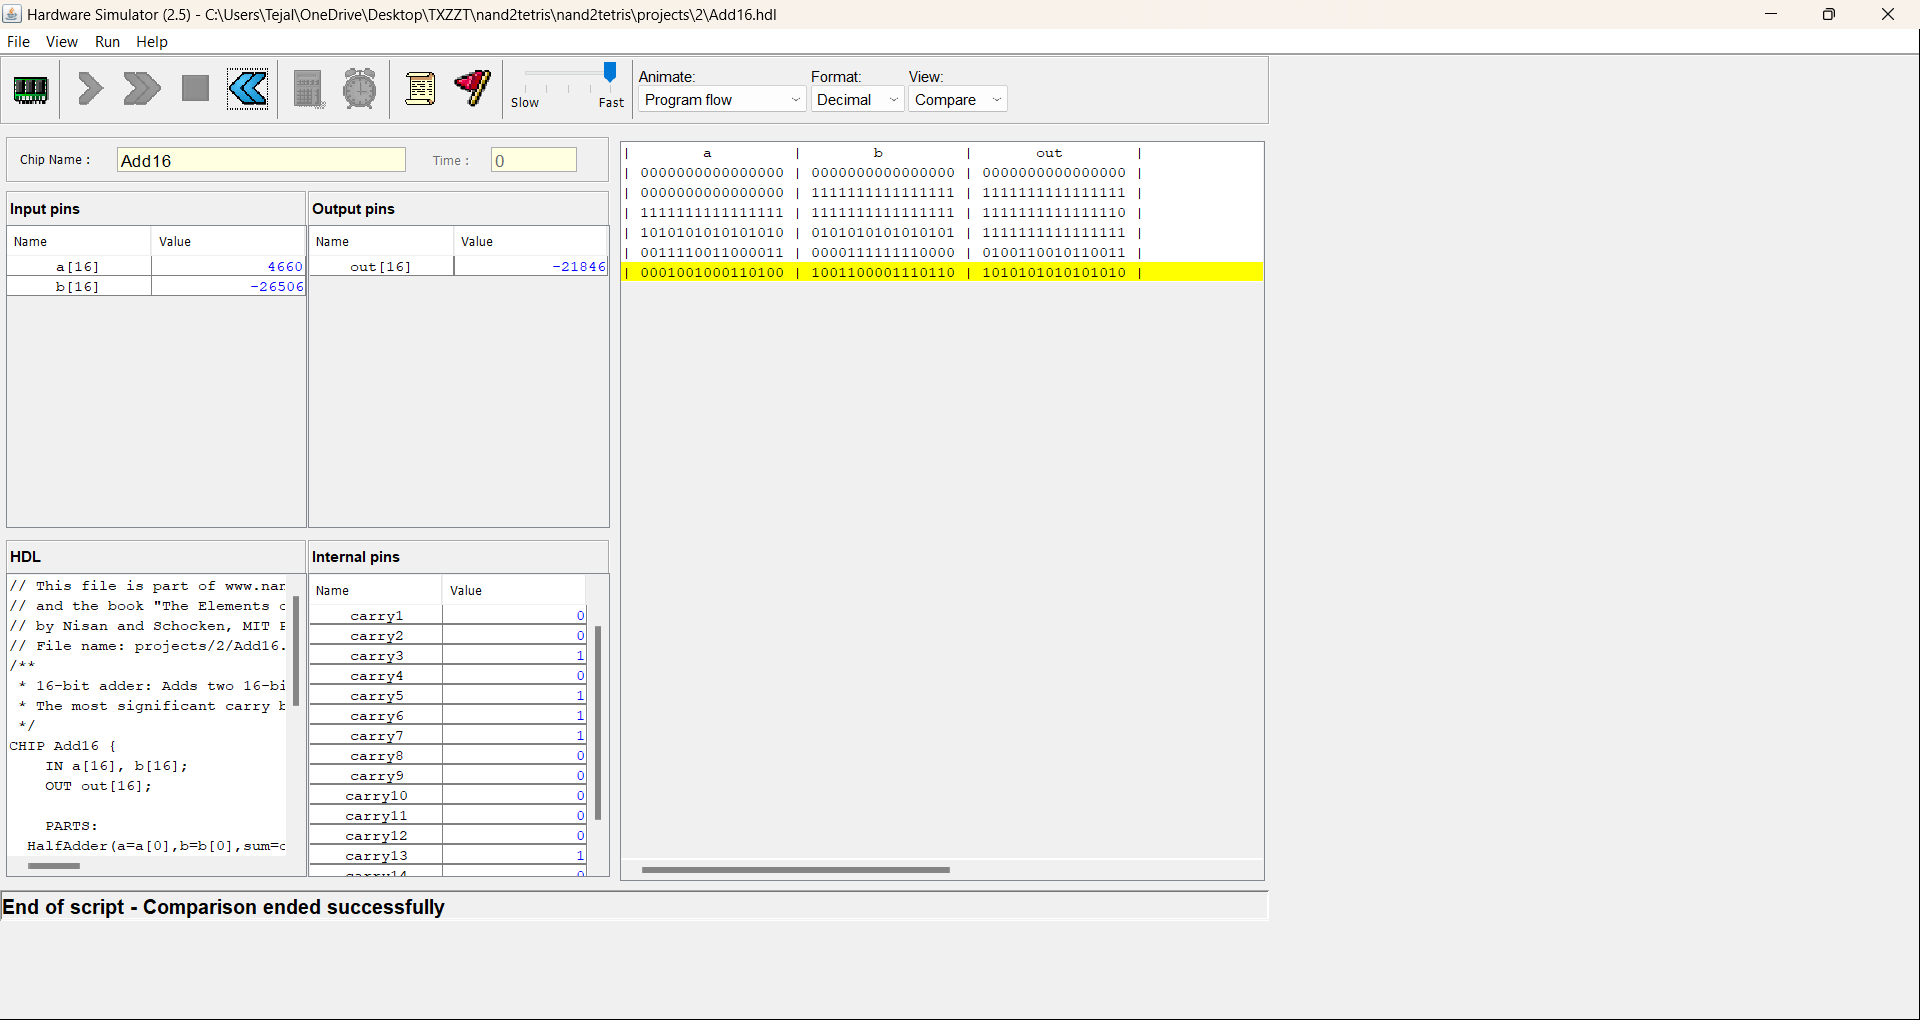 Hardware Simulator (2.5) - C:\Users\Tejal\OneDrive\Desktop\TXZZT\nand2tetris\nand2tetris\projects\2\Add16.hdl
File View Run Help
Slow Fast
Animate: Format: View:
Program flow Decimal Compare
Chip Name : Add16 Time : 0
Input pins
Name Value
a[16] 4660
b[16] -26506
Output pins
Name Value
out[16] -21846
HDL
// This file is part of www.nan
// and the book "The Elements o
// by Nisan and Schocken, MIT P
// File name: projects/2/Add16.
/**
* 16-bit adder: Adds two 16-bi
* The most significant carry b
*/
CHIP Add16 {
IN a[16], b[16];
OUT out[16];
PARTS:
HalfAdder(a=a[0],b=b[0],sum=o
Internal pins
Name Value
carry1 0
carry2 0
carry3 1
carry4 0
carry5 1
carry6 1
carry7 1
carry8 0
carry9 0
carry10 0
carry11 0
carry12 0
carry13 1
carry14 0
| a | b | out |
| 0000000000000000 | 0000000000000000 | 0000000000000000 |
| 0000000000000000 | 1111111111111111 | 1111111111111111 |
| 1111111111111111 | 1111111111111111 | 1111111111111110 |
| 1010101010101010 | 0101010101010101 | 1111111111111111 |
| 0011110011000011 | 0000111111110000 | 0100110010110011 |
| 0001001000110100 | 1001100001110110 | 1010101010101010 |
End of script - Comparison ended successfully